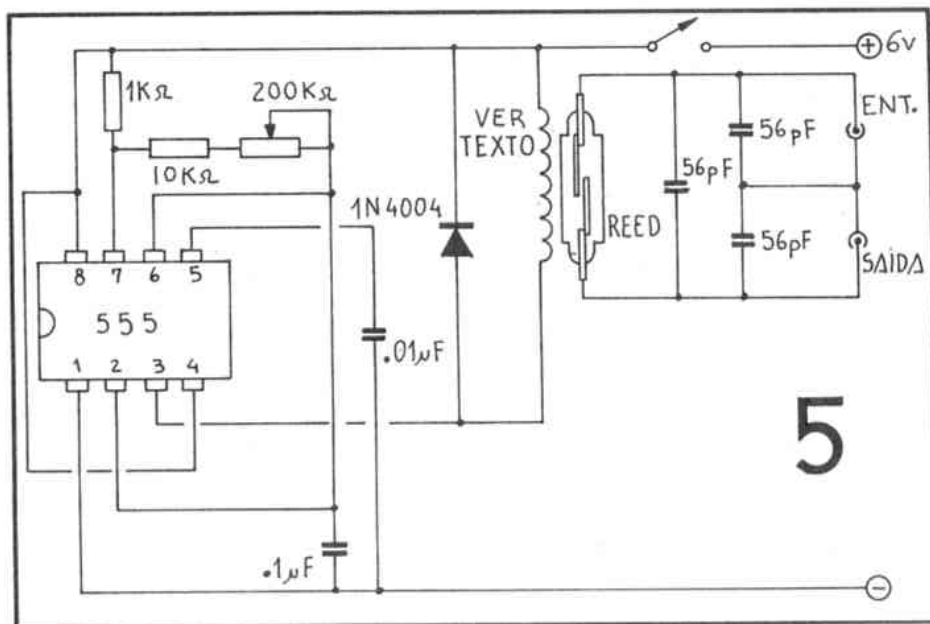 6V
1KΩ
200KΩ
VER
TEXTO
ENT.
56pF
56pF
10KΩ
1N4004
REED
56pF
SAÍDA
8 7 6 5
555
1 2 3 4
.01µF
5
.1µF